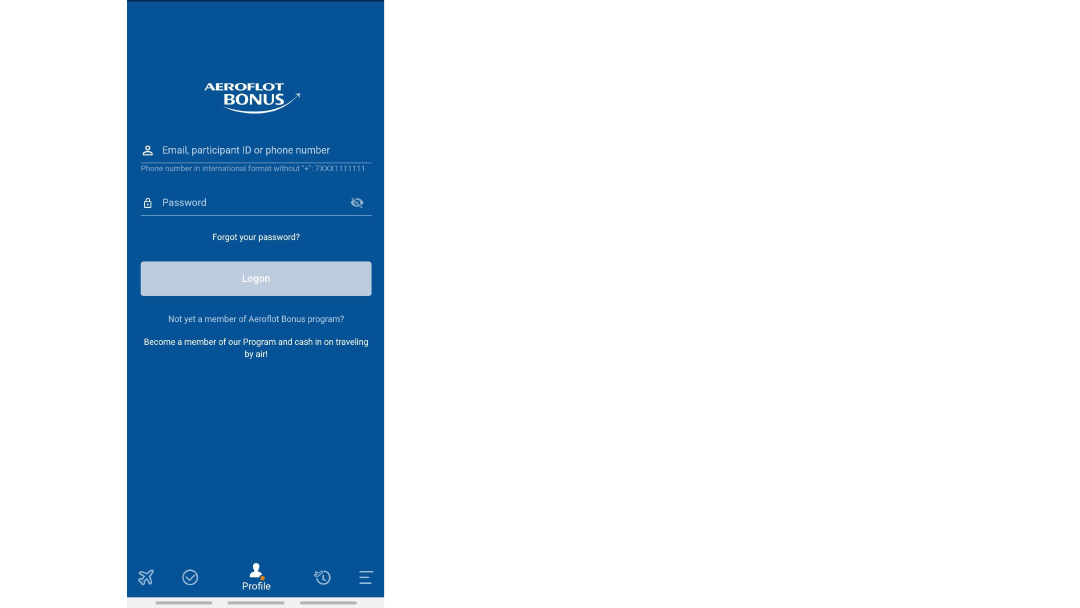 AEROFLOT
BONUS
Email, participant ID or phone number
Phone number in international format without "+": 7XXX1111111
Password
Forgot your password?
Logon
Not yet a member of Aeroflot Bonus program?
Become a member of our Program and cash in on traveling
by air!
Profile